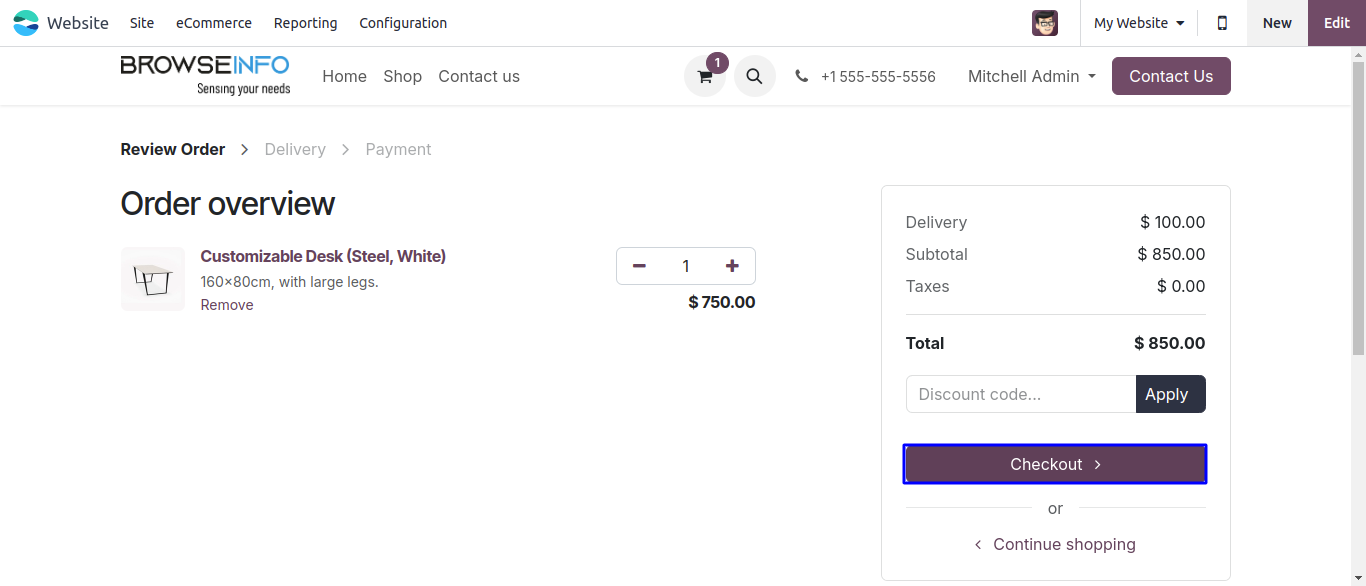 Website Site eCommerce Reporting Configuration My Website New Edit
BROWSEINFO
Sensing your needs
Home Shop Contact us 1 +1 555-555-5556 Mitchell Admin Contact Us
Review Order > Delivery > Payment
Order overview
Customizable Desk (Steel, White)
160x80cm, with large legs.
Remove
− 1 +
$ 750.00
Delivery $ 100.00
Subtotal $ 850.00
Taxes $ 0.00
Total $ 850.00
Discount code... Apply
Checkout >
or
< Continue shopping